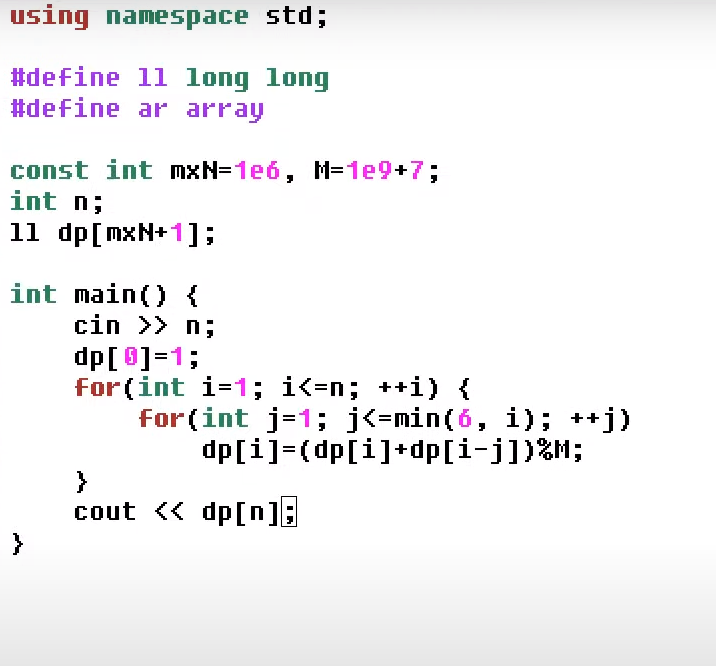 using namespace std;
#define ll long long
#define ar array
const int mxN=1e6, M=1e9+7;
int n;
ll dp[mxN+1];
int main() {
    cin >> n;
    dp[0]=1;
    for(int i=1; i<=n; ++i) {
        for(int j=1; j<=min(6, i); ++j)
            dp[i]=(dp[i]+dp[i-j])%M;
    }
    cout << dp[n];
}